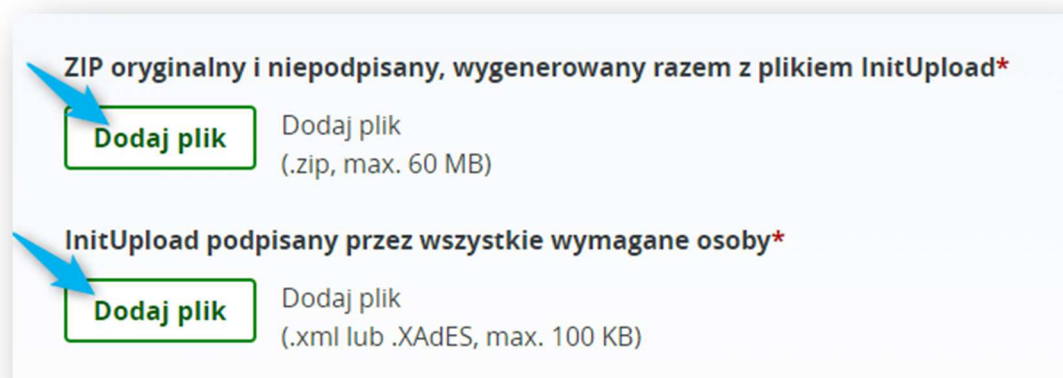 ZIP oryginalny i niepodpisany, wygenerowany razem z plikiem InitUpload*
Dodaj plik
Dodaj plik
(.zip, max. 60 MB)
InitUpload podpisany przez wszystkie wymagane osoby*
Dodaj plik
Dodaj plik
(.xml lub .XAdES, max. 100 KB)